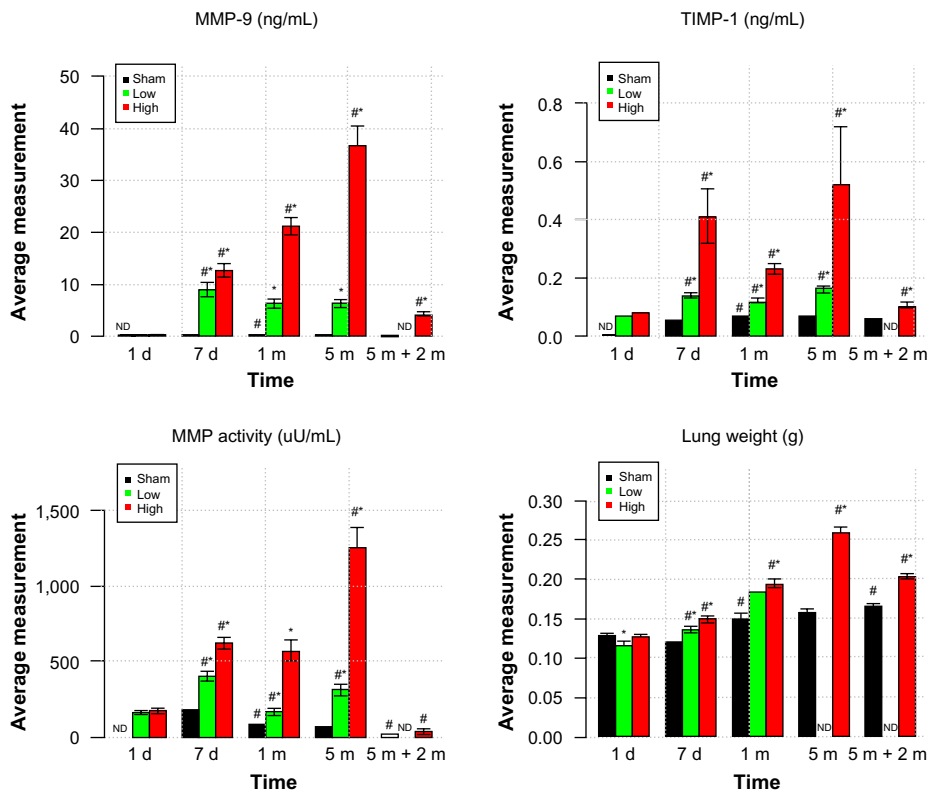 MMP-9 (ng/mL)
Average measurement
50
40
30
20
10
0
Sham
Low
High
ND
#*
#*
#
*
#*
*
#*
ND
#*
1 d
7 d
1 m
5 m
5 m + 2 m
Time
TIMP-1 (ng/mL)
Average measurement
0.8
0.6
0.4
0.2
0.0
Sham
Low
High
ND
#*
#*
#
#*
#*
#*
#*
ND
#*
1 d
7 d
1 m
5 m
5 m + 2 m
Time
MMP activity (uU/mL)
Average measurement
1,500
1,000
500
0
Sham
Low
High
ND
#*
#*
#
#*
*
#*
#*
#
ND
#
1 d
7 d
1 m
5 m
5 m + 2 m
Time
Lung weight (g)
Average measurement
0.30
0.25
0.20
0.15
0.10
0.05
0.00
Sham
Low
High
*
#*
#*
#
#*
ND
#*
#
ND
#*
1 d
7 d
1 m
5 m
5 m + 2 m
Time